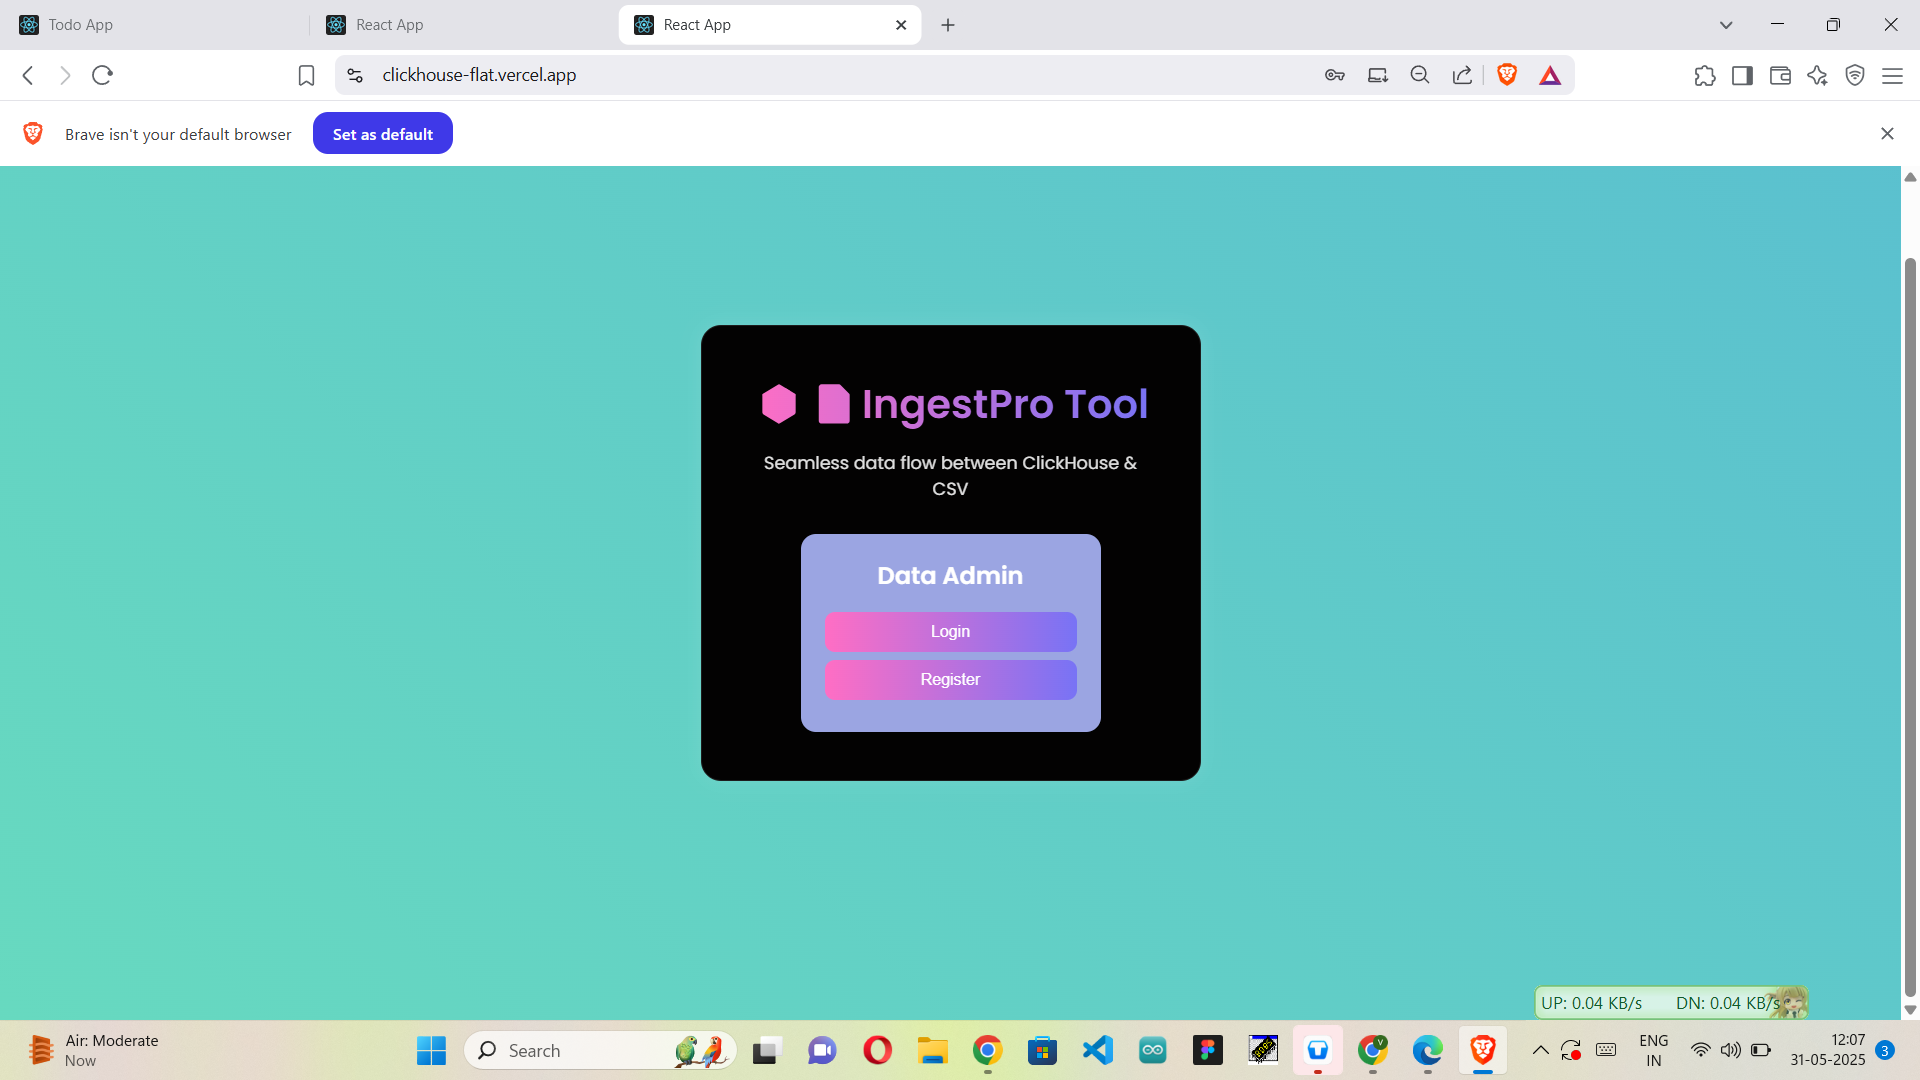 Todo App
React App
React App
clickhouse-flat.vercel.app
Brave isn't your default browser
Set as default
IngestPro Tool
Seamless data flow between ClickHouse &
CSV
Data Admin
Login
Register
UP: 0.04 KB/s DN: 0.04 KB/s
Air: Moderate
Now
Search
V
ENG
IN
12:07
31-05-2025
3